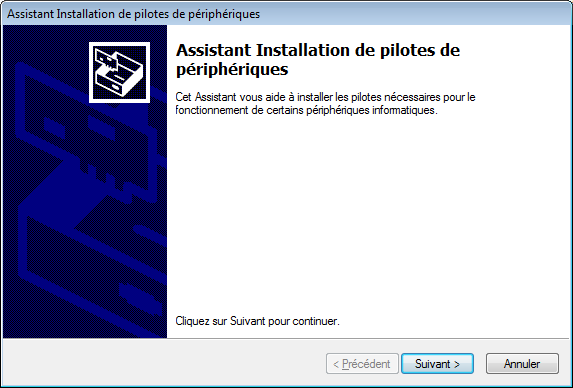 Assistant Installation de pilotes de périphériques
Assistant Installation de pilotes de
périphériques
Cet Assistant vous aide à installer les pilotes nécessaires pour le
fonctionnement de certains périphériques informatiques.
Cliquez sur Suivant pour continuer.
< Précédent
Suivant >
Annuler